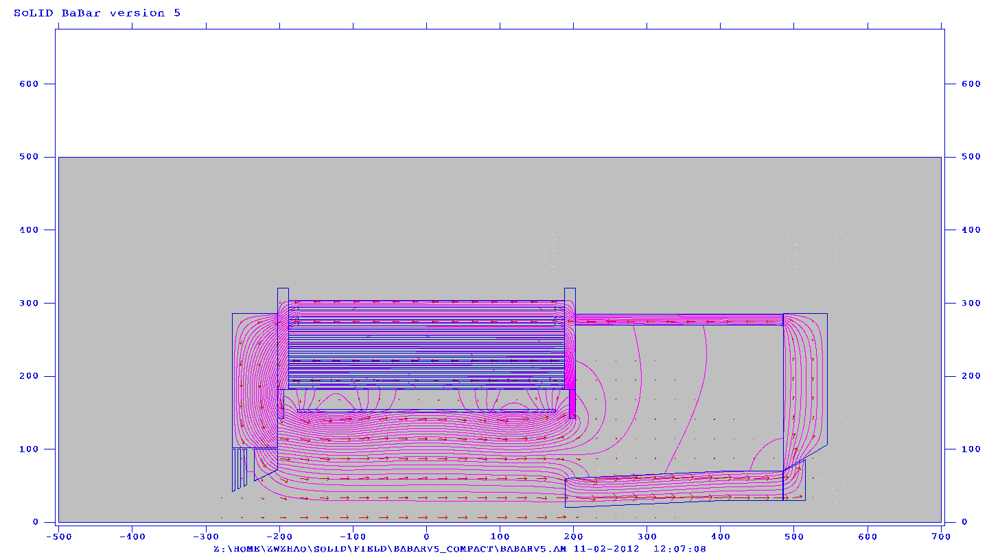 SoLID BaBar version 5
600 600
500 500
400 400
300 300
200 200
100 100
0 0
-500 -400 -300 -200 -100 0 100 200 300 400 500 600 700
Z:\HOME\ZWZHAO\SOLID\FIELD\BABARV5_COMPACT\BABARV5.AM 11-02-2012 12:07:08